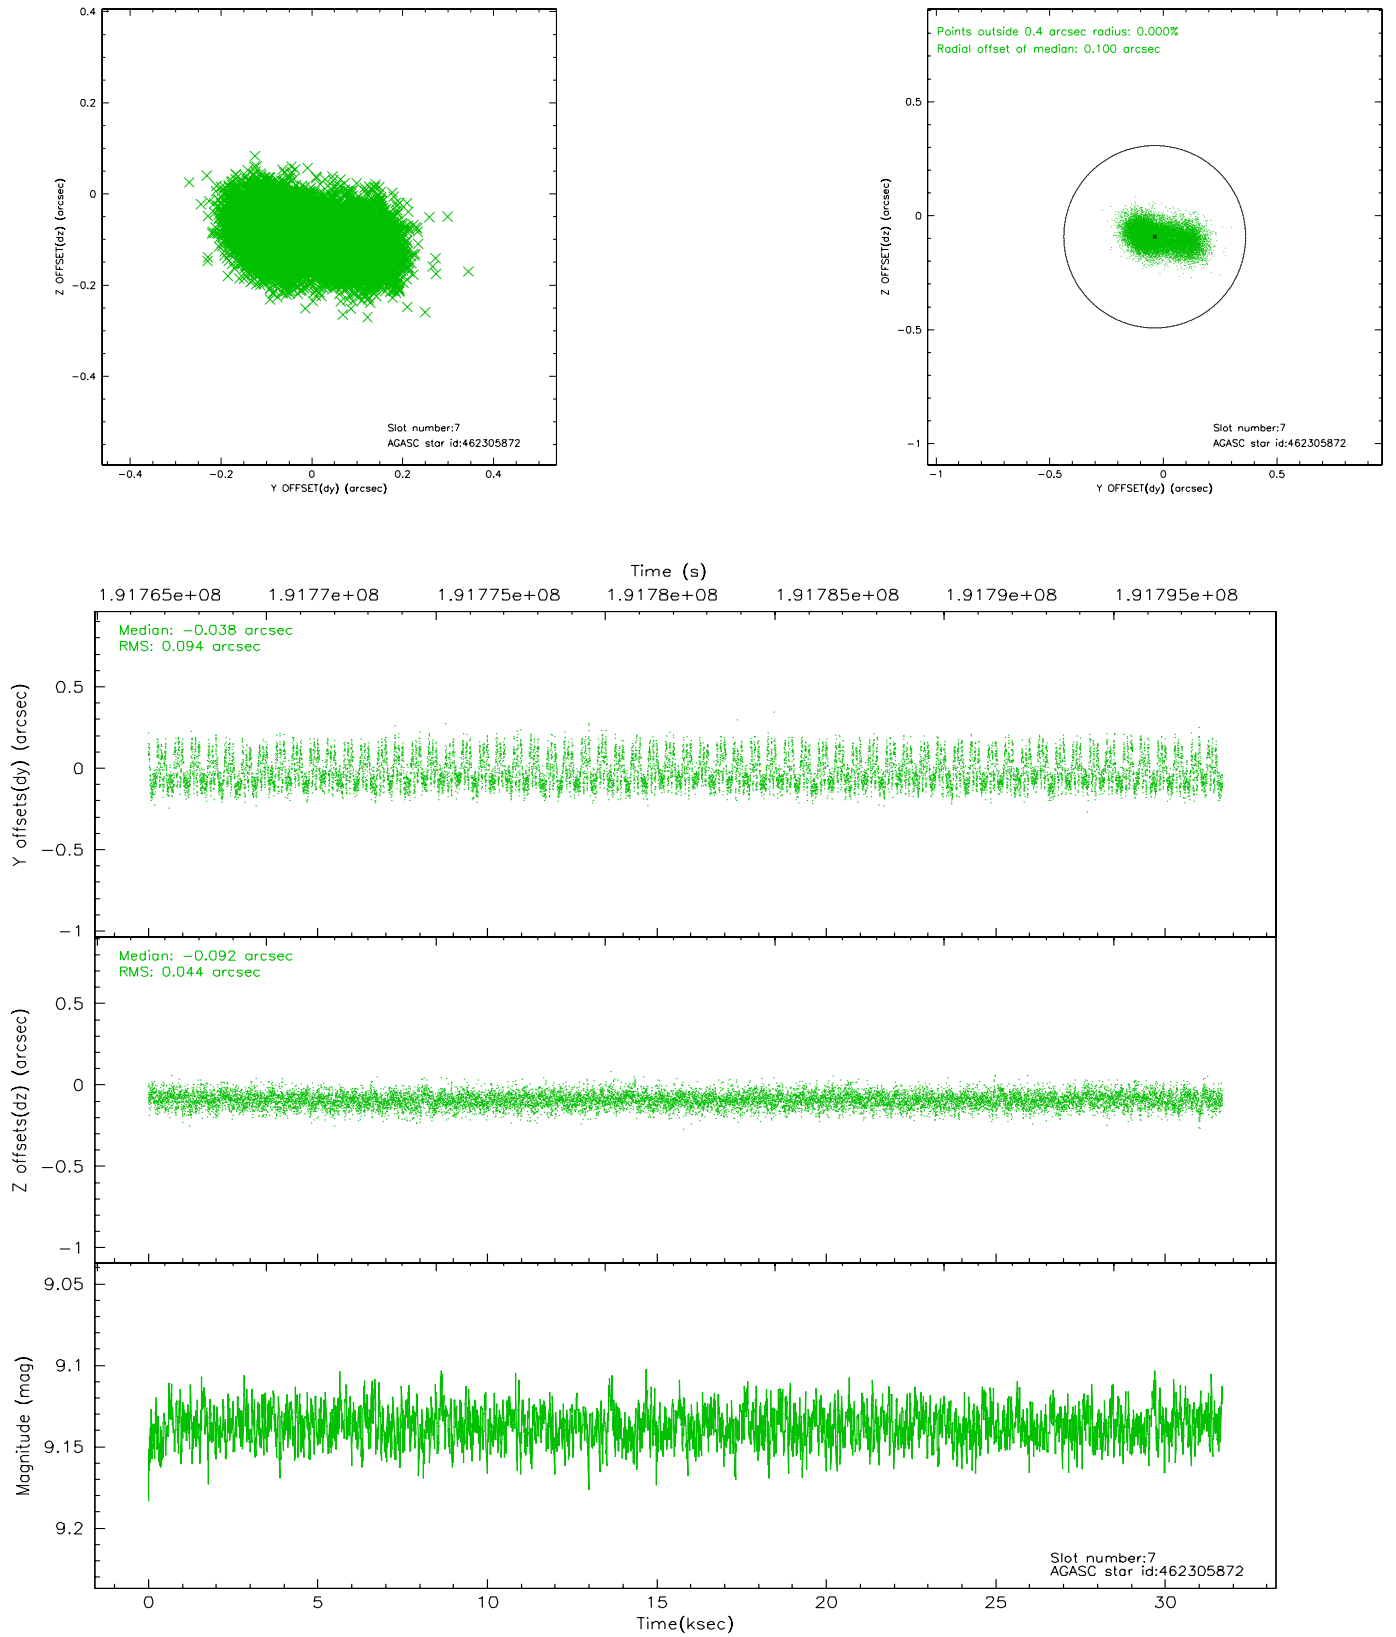 0.4
0.2
0
−0.2
−0.4
Z OFFSET(dz) (arcsec)
Slot number:7
AGASC star id:462305872
−0.4 −0.2 0 0.2 0.4
Y OFFSET(dy) (arcsec)
Points outside 0.4 arcsec radius: 0.000%
Radial offset of median: 0.100 arcsec
0.5
0
−0.5
−1
Z OFFSET(dz) (arcsec)
Slot number:7
AGASC star id:462305872
−1 −0.5 0 0.5
Y OFFSET(dy) (arcsec)
Time (s)
1.91765e+08 1.9177e+08 1.91775e+08 1.9178e+08 1.91785e+08 1.9179e+08 1.91795e+08
Median: −0.038 arcsec
RMS: 0.094 arcsec
0.5
0
−0.5
−1
Y offsets(dy) (arcsec)
Median: −0.092 arcsec
RMS: 0.044 arcsec
0.5
0
−0.5
−1
Z offsets(dz) (arcsec)
9.05
9.1
9.15
9.2
Magnitude (mag)
Slot number:7
AGASC star id:462305872
0 5 10 15 20 25 30
Time(ksec)